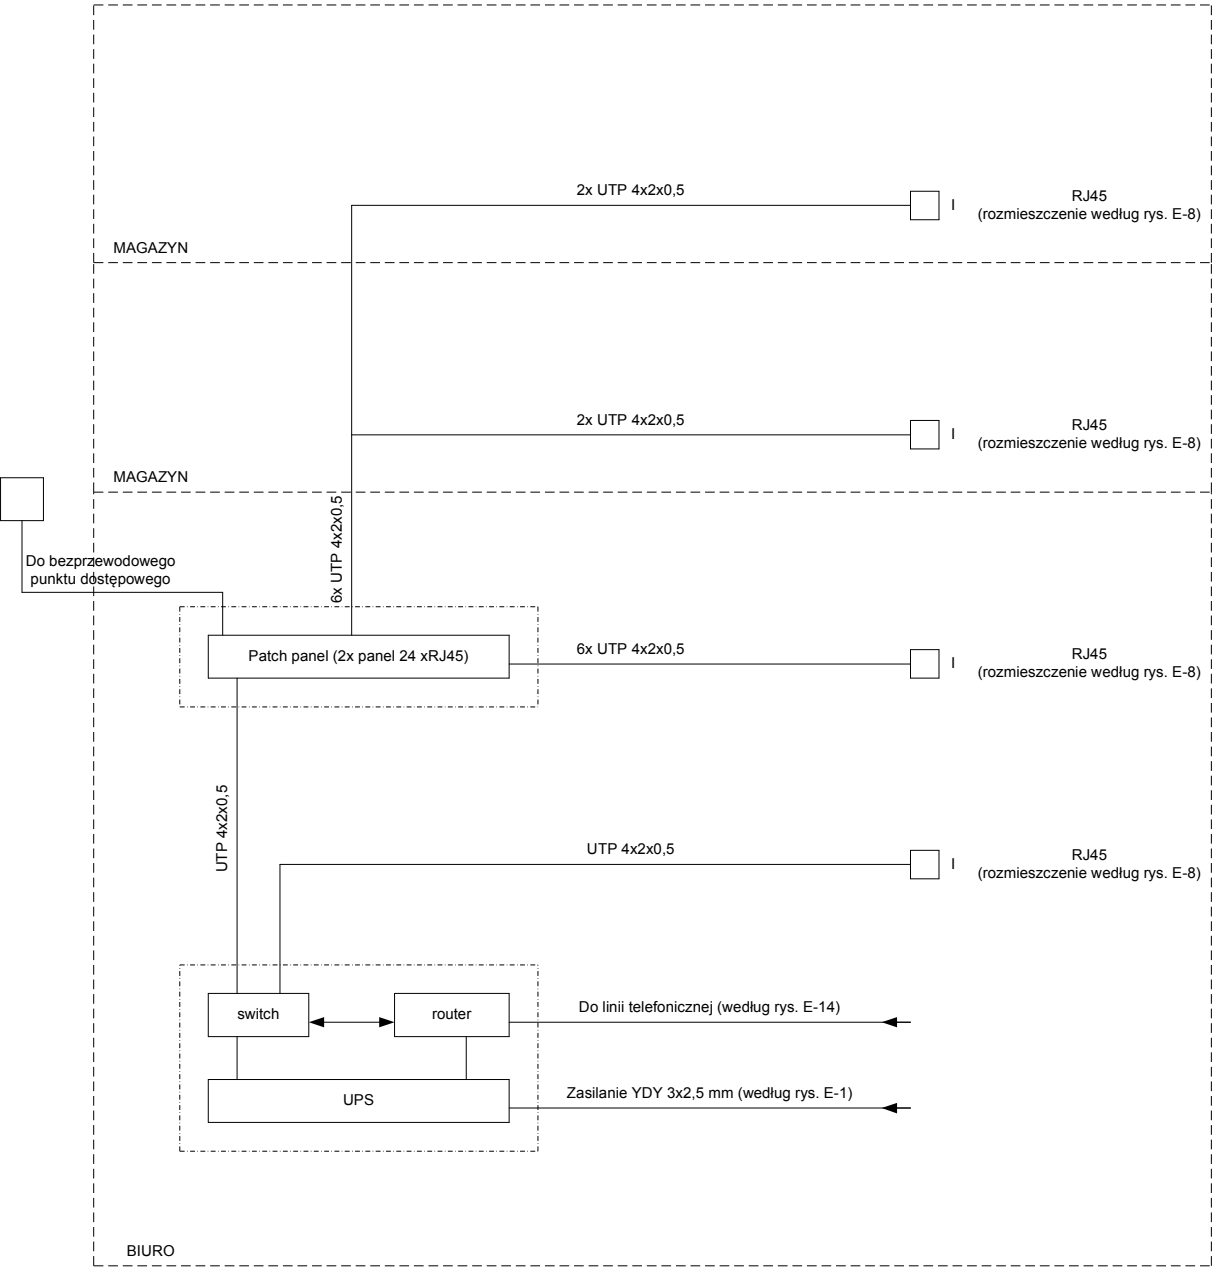 2x UTP 4x2x0,5
I
RJ45
(rozmieszczenie według rys. E-8)
MAGAZYN
2x UTP 4x2x0,5
I
RJ45
(rozmieszczenie według rys. E-8)
MAGAZYN
6x UTP 4x2x0,5
Do bezprzewodowego
punktu dostępowego
Patch panel (2x panel 24 xRJ45)
6x UTP 4x2x0,5
I
RJ45
(rozmieszczenie według rys. E-8)
UTP 4x2x0,5
UTP 4x2x0,5
I
RJ45
(rozmieszczenie według rys. E-8)
switch
router
Do linii telefonicznej (według rys. E-14)
UPS
Zasilanie YDY 3x2,5 mm (według rys. E-1)
BIURO